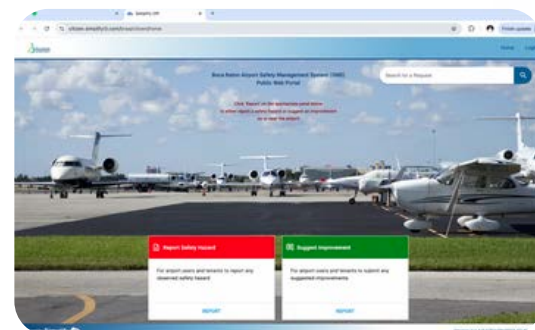 Home
Boca Raton Airport Safety Management System (SMS)
Public Web Portal
Search for a Request
Click 'Report' on the appropriate panel below
to either report a safety hazard or suggest an improvement
on or near the airport
Report Safety Hazard
For airport users and tenants to report any
observed safety hazard
REPORT
Suggest Improvement
For airport users and tenants to submit any
suggested improvements
REPORT